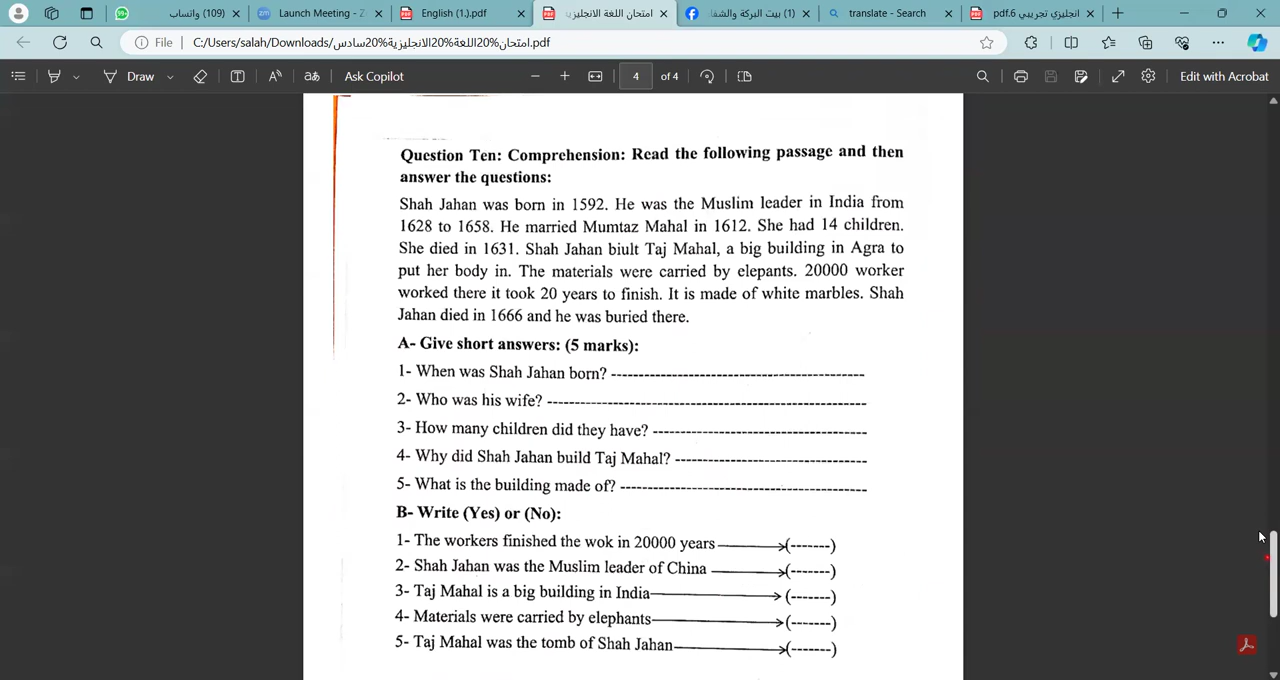 واتساب (109)
Launch Meeting - Z
English (1.).pdf
امتحان اللغة الانجليزي
(1) بيت البركة والشفا
translate - Search
انجليزي تجريبي 6.pdf
File
C:/Users/salah/Downloads/امتحان%20اللغة%20الانجليزية%20سادس.pdf
Draw
aあ
Ask Copilot
4
of 4
Edit with Acrobat
Question Ten: Comprehension: Read the following passage and then
answer the questions:
Shah Jahan was born in 1592. He was the Muslim leader in India from
1628 to 1658. He married Mumtaz Mahal in 1612. She had 14 children.
She died in 1631. Shah Jahan biult Taj Mahal, a big building in Agra to
put her body in. The materials were carried by elepants. 20000 worker
worked there it took 20 years to finish. It is made of white marbles. Shah
Jahan died in 1666 and he was buried there.
A- Give short answers: (5 marks):
1- When was Shah Jahan born? ------------------------------------------
2- Who was his wife? -----------------------------------------------------
3- How many children did they have? -----------------------------------
4- Why did Shah Jahan build Taj Mahal? -------------------------------
5- What is the building made of? ----------------------------------------
B- Write (Yes) or (No):
1- The workers finished the wok in 20000 years ⟶(-------)
2- Shah Jahan was the Muslim leader of China ⟶(-------)
3- Taj Mahal is a big building in India⟶ (-------)
4- Materials were carried by elephants⟶(-------)
5- Taj Mahal was the tomb of Shah Jahan⟶(-------)